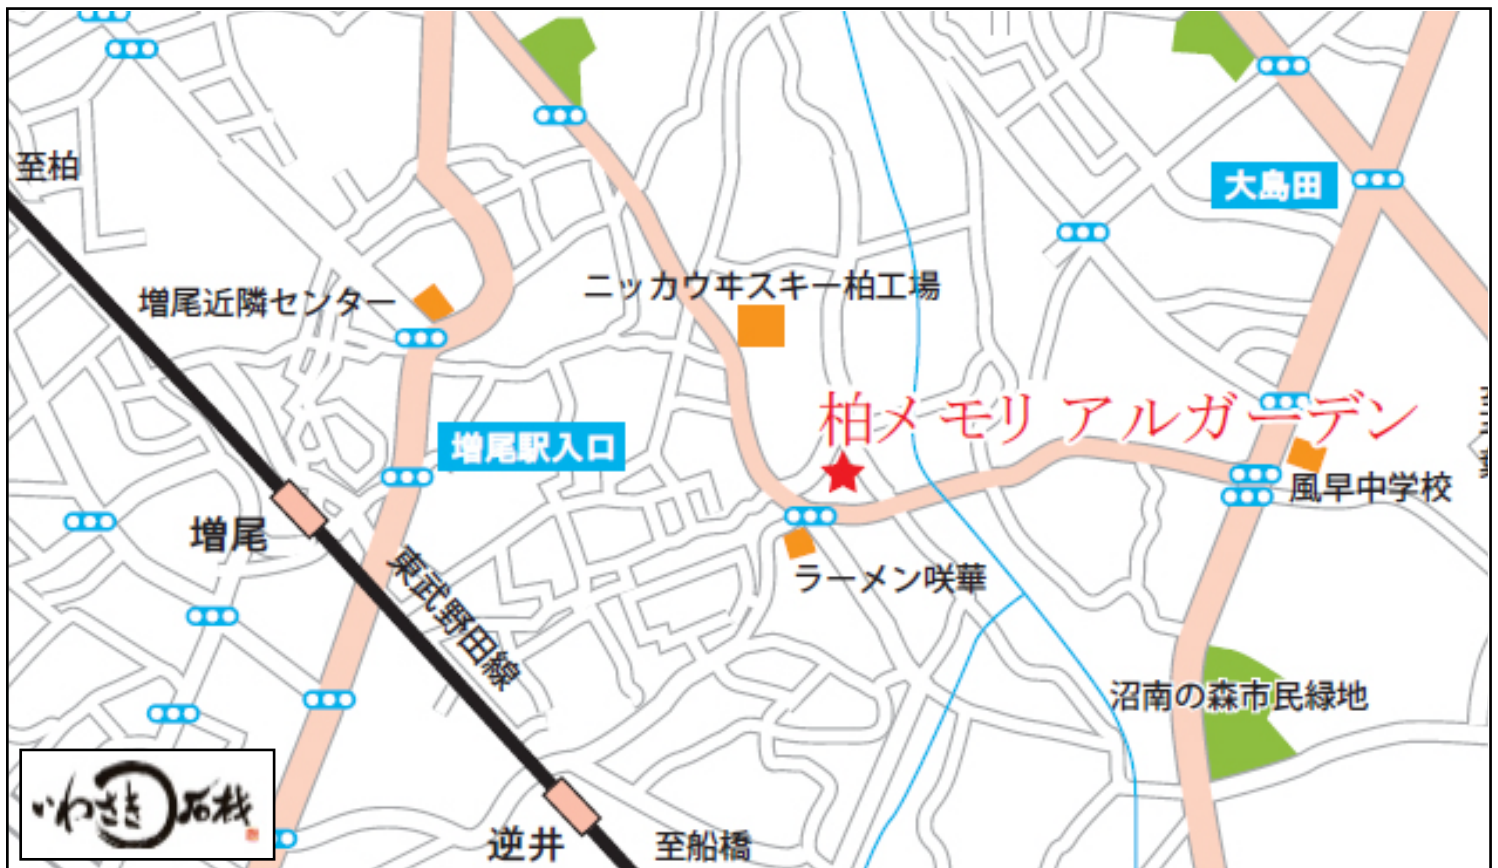 至柏
大島田
増尾近隣センター
ニッカウヰスキー柏工場
柏メモリアルガーデン
増尾駅入口
風早中学校
増尾
東武野田線
ラーメン咲華
沼南の森市民緑地
いわさき石材
逆井
至船橋